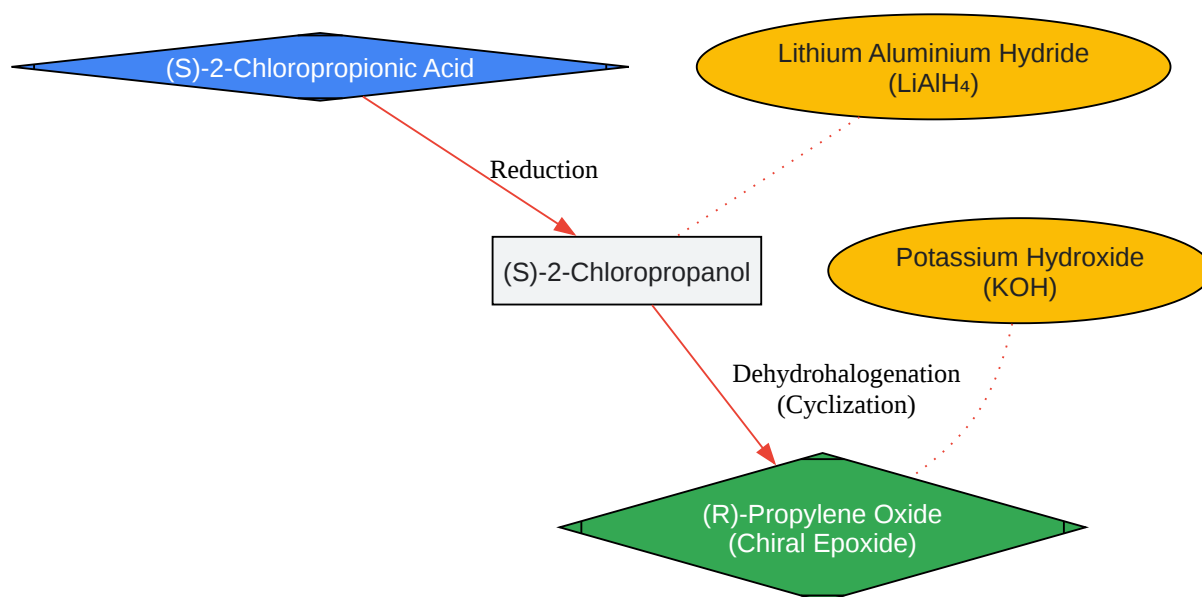 (S)-2-Chloropropionic Acid
Lithium Aluminium Hydride
(LiAlH₄)
Reduction
(S)-2-Chloropropanol
Potassium Hydroxide
(KOH)
Dehydrohalogenation
(Cyclization)
(R)-Propylene Oxide
(Chiral Epoxide)